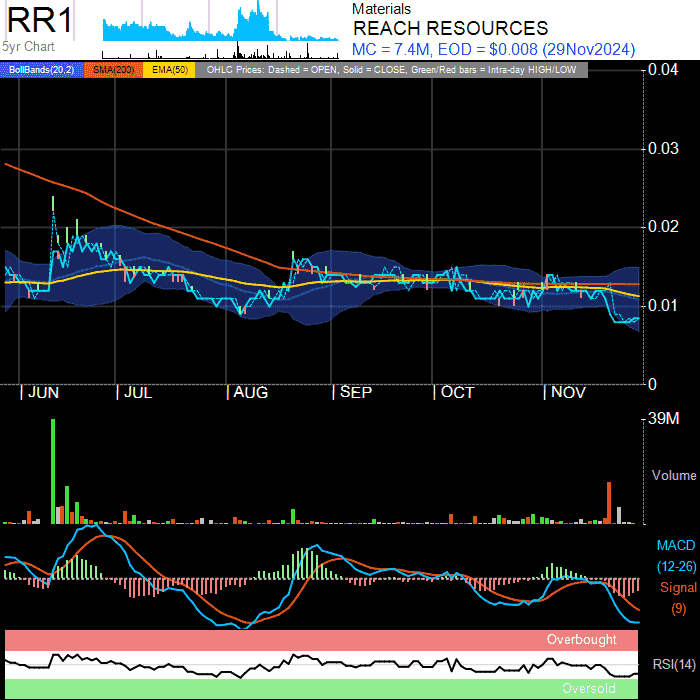 RR1
5yr Chart
Materials
REACH RESOURCES
MC = 7.4M, EOD = $0.008 (29Nov2024)
BollBands(20,2) SMA(200) EMA(50) OHLC Prices: Dashed = OPEN, Solid = CLOSE, Green/Red bars = Intra-day HIGH/LOW
0.04
0.03
0.02
0.01
0
JUN JUL AUG SEP OCT NOV
39M
Volume
MACD
(12-26)
Signal
(9)
Overbought
RSI(14)
Oversold